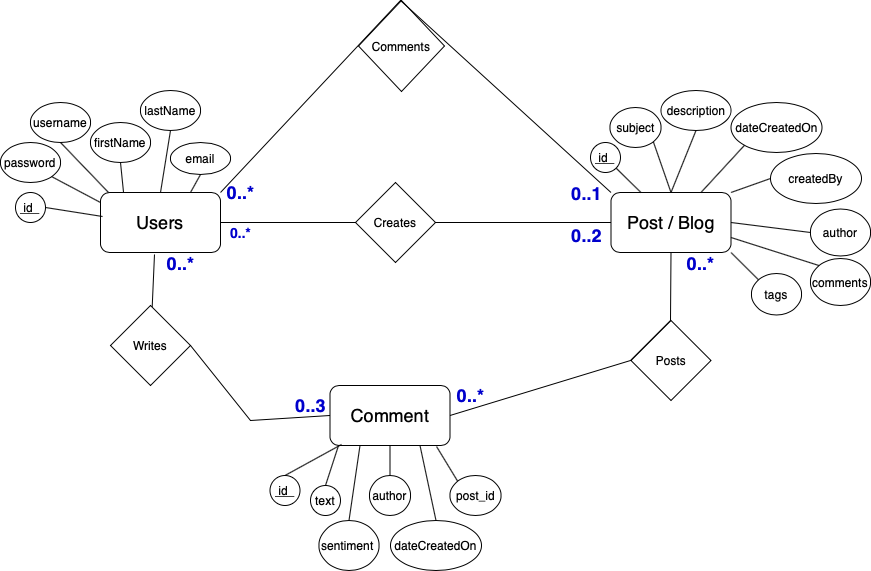 Comments
lastName
description
username
subject
dateCreatedOn
firstName
password
email
id
createdBy
id
0..*
0..1
Users
Creates
Post / Blog
0..*
0..2
author
0..*
0..*
comments
tags
Writes
Posts
0..3
0..*
Comment
id
text
author
post_id
sentiment
dateCreatedOn